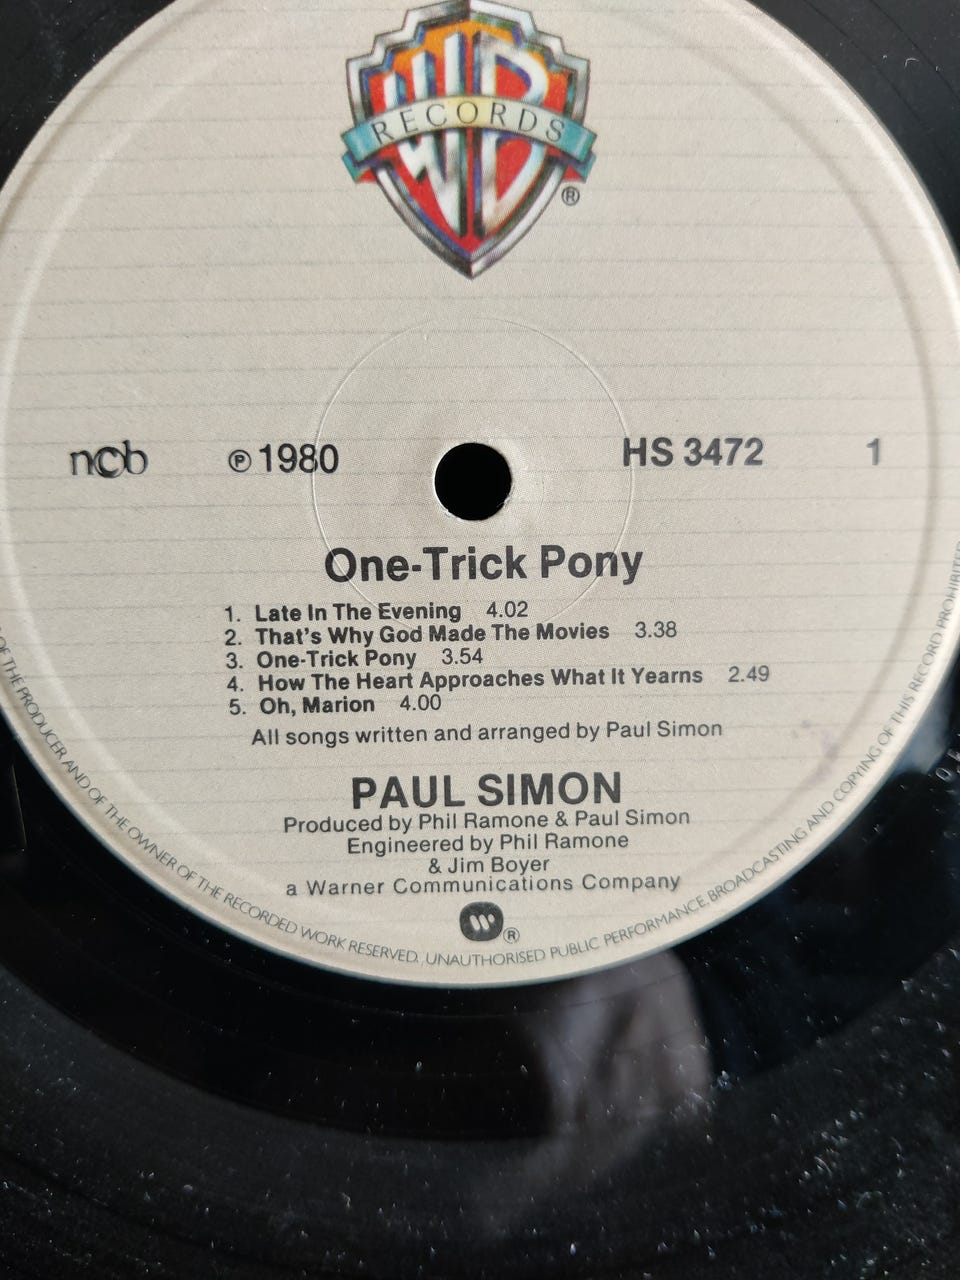 WB
RECORDS
®
ncb ℗ 1980 HS 3472 1
One-Trick Pony
1. Late In The Evening 4.02
2. That's Why God Made The Movies 3.38
3. One-Trick Pony 3.54
4. How The Heart Approaches What It Yearns 2.49
5. Oh, Marion 4.00
All songs written and arranged by Paul Simon
PAUL SIMON
Produced by Phil Ramone & Paul Simon
Engineered by Phil Ramone
& Jim Boyer
a Warner Communications Company
W ®
OF THE PRODUCER AND OF THE OWNER OF THE RECORDED WORK RESERVED. UNAUTHORISED PUBLIC PERFORMANCE, BROADCASTING AND COPYING OF THIS RECORD PROHIBITED